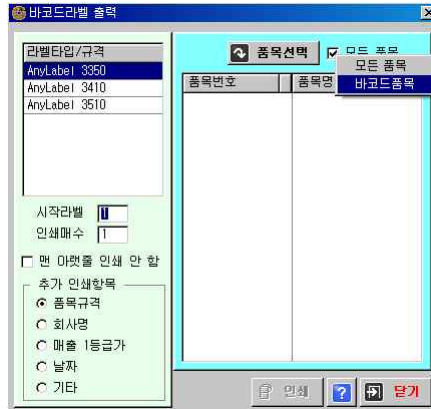 바코드라벨 출력
라벨타입/규격
AnyLabel 3350
AnyLabel 3410
AnyLabel 3510
시작라벨 1
인쇄매수 1
맨 아랫줄 인쇄 안 함
추가 인쇄항목
품목규격
회사명
매출 1등급가
날짜
기타
품목선택 모든 품목
모든 품목
바코드품목
품목번호 품목명
인쇄 ? 닫기